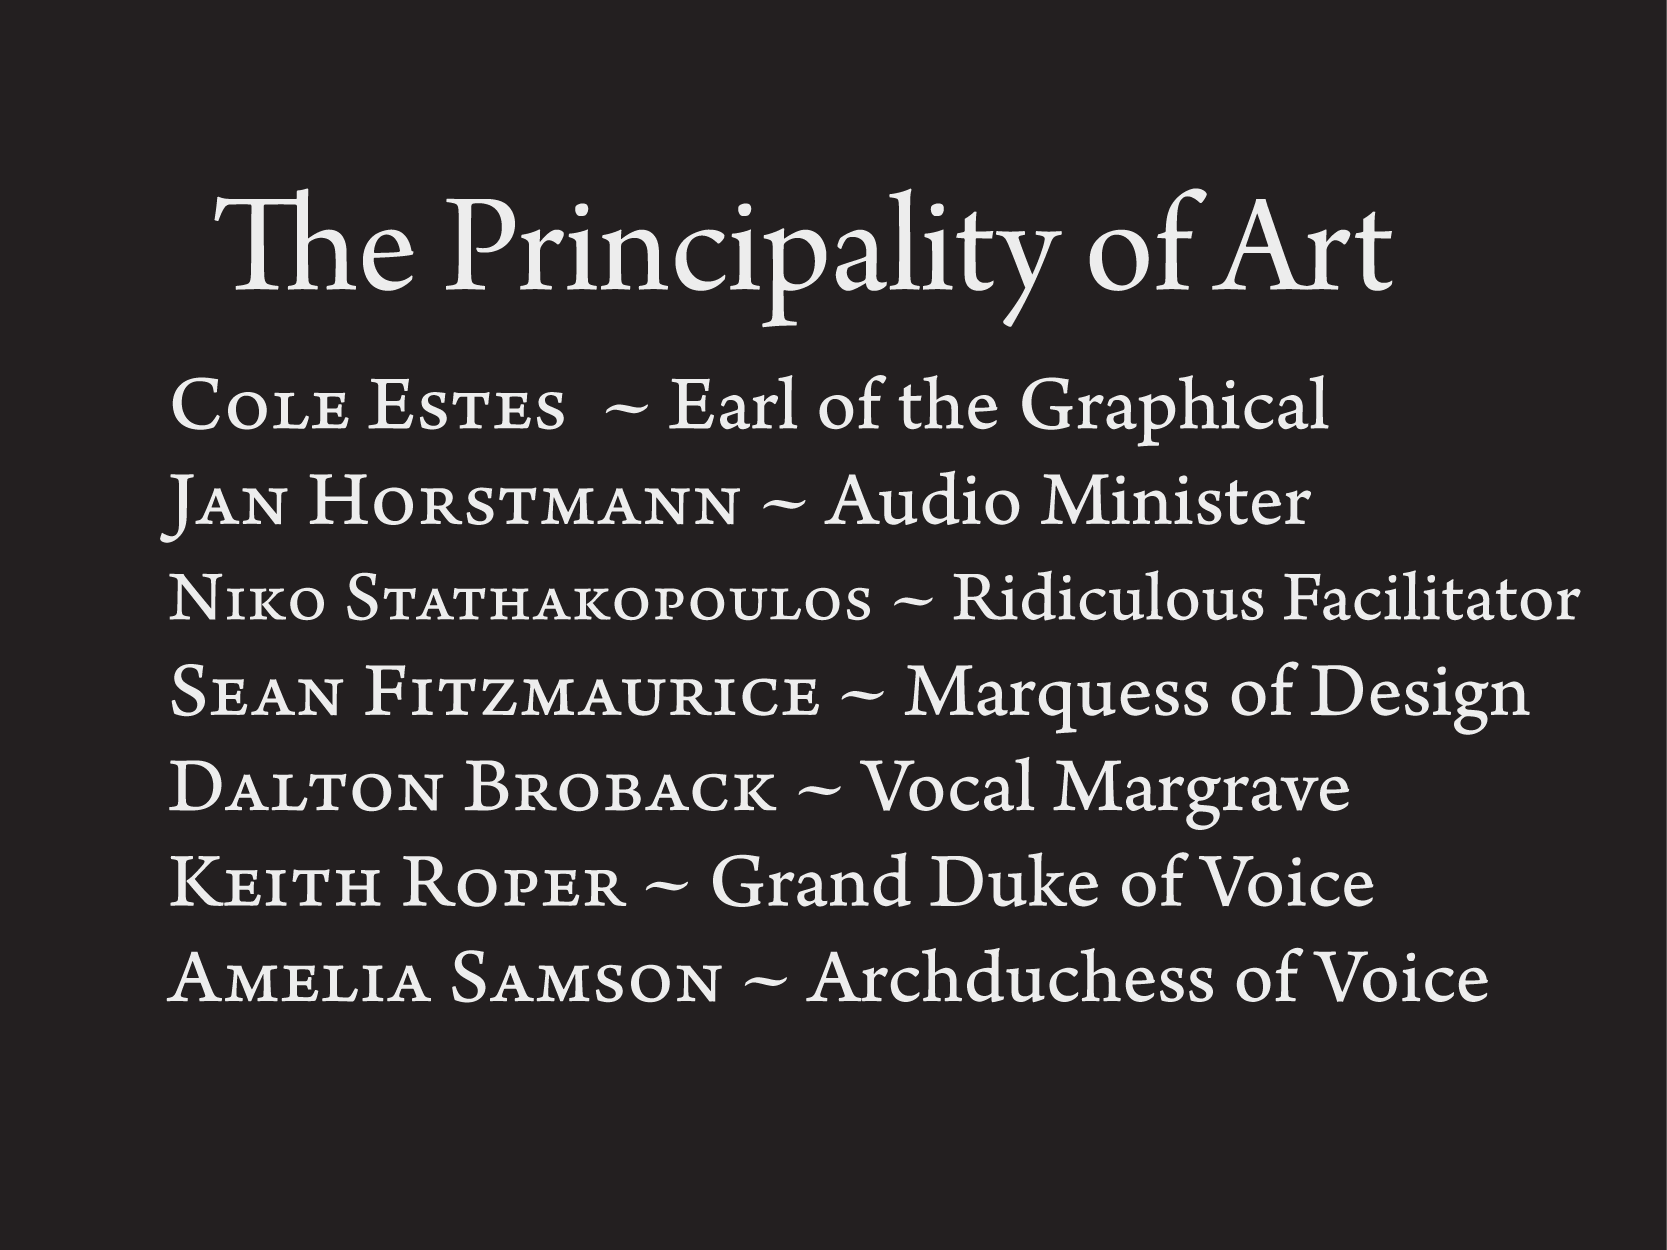 The Principality of Art
Cole Estes ~ Earl of the Graphical
Jan Horstmann ~ Audio Minister
Niko Stathakopoulos ~ Ridiculous Facilitator
Sean Fitzmaurice ~ Marquess of Design
Dalton Broback ~ Vocal Margrave
Keith Roper ~ Grand Duke of Voice
Amelia Samson ~ Archduchess of Voice